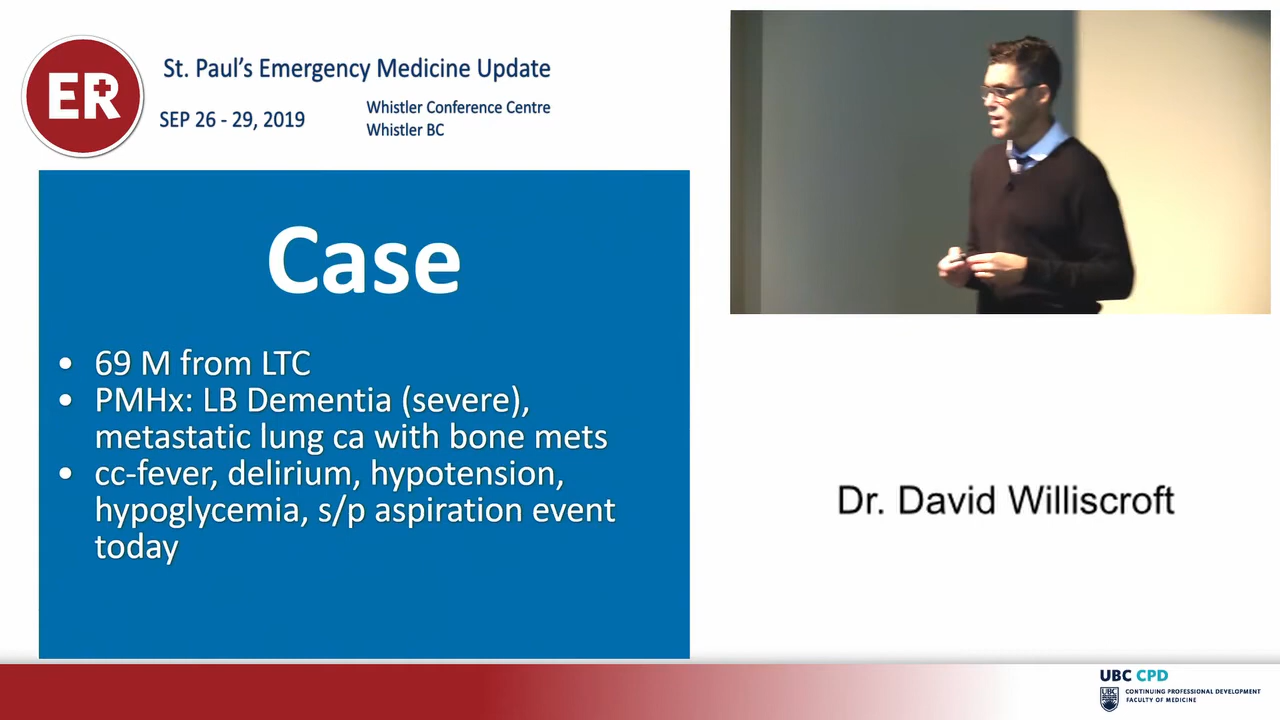 ER
St. Paul's Emergency Medicine Update
SEP 26 - 29, 2019
Whistler Conference Centre
Whistler BC
Case
• 69 M from LTC
• PMHx: LB Dementia (severe),
metastatic lung ca with bone mets
• cc-fever, delirium, hypotension,
hypoglycemia, s/p aspiration event
today
Dr. David Williscroft
UBC CPD
CONTINUING PROFESSIONAL DEVELOPMENT
FACULTY OF MEDICINE